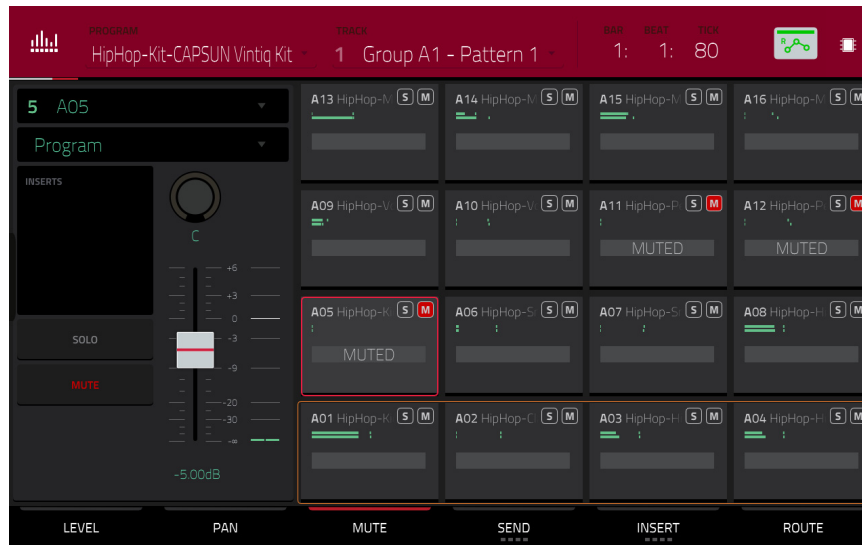 PROGRAM
HipHop-Kit-CAPSUN Vintiq Kit
TRACK
1 Group A1 - Pattern 1
BAR BEAT TICK
1: 1: 80
R
5 A05
Program
INSERTS
C
+6
+3
0
-3
-9
-20
-30
-∞
SOLO
MUTE
-5.00dB
A13 HipHop-M S M
A14 HipHop-M S M
A15 HipHop-M S M
A16 HipHop-M S M
A09 HipHop-V S M
A10 HipHop-V S M
A11 HipHop-P S M
MUTED
A12 HipHop-P S M
MUTED
A05 HipHop-K S M
MUTED
A06 HipHop-S S M
A07 HipHop-S S M
A08 HipHop-H S M
A01 HipHop-K S M
A02 HipHop-C S M
A03 HipHop-H S M
A04 HipHop-H S M
LEVEL PAN MUTE SEND INSERT ROUTE